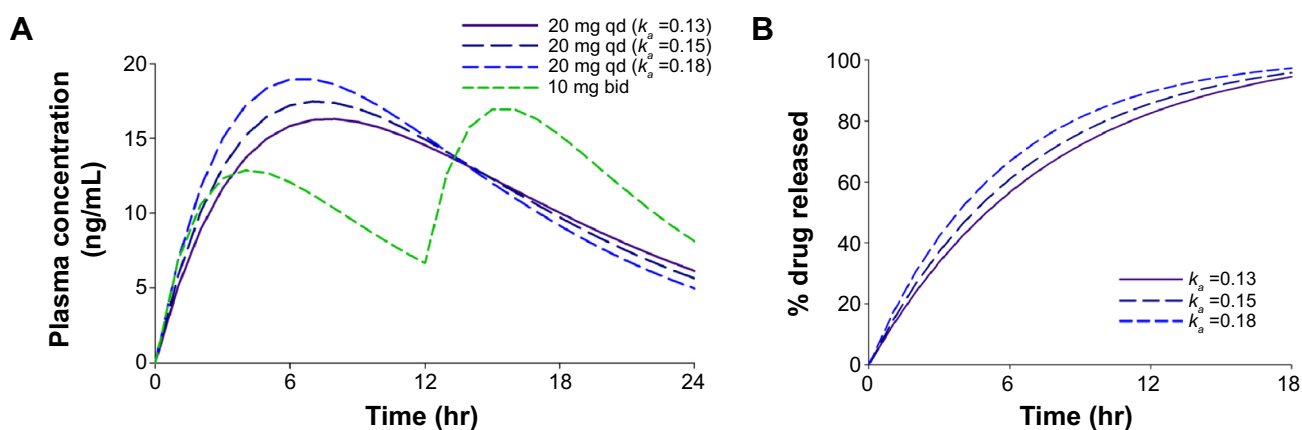 A
20 mg qd (kₐ =0.13)
20 mg qd (kₐ =0.15)
20 mg qd (kₐ =0.18)
10 mg bid
Plasma concentration
(ng/mL)
20
15
10
5
0
0 6 12 18 24
Time (hr)
B
% drug released
100
80
60
40
20
0
kₐ =0.13
kₐ =0.15
kₐ =0.18
0 6 12 18
Time (hr)